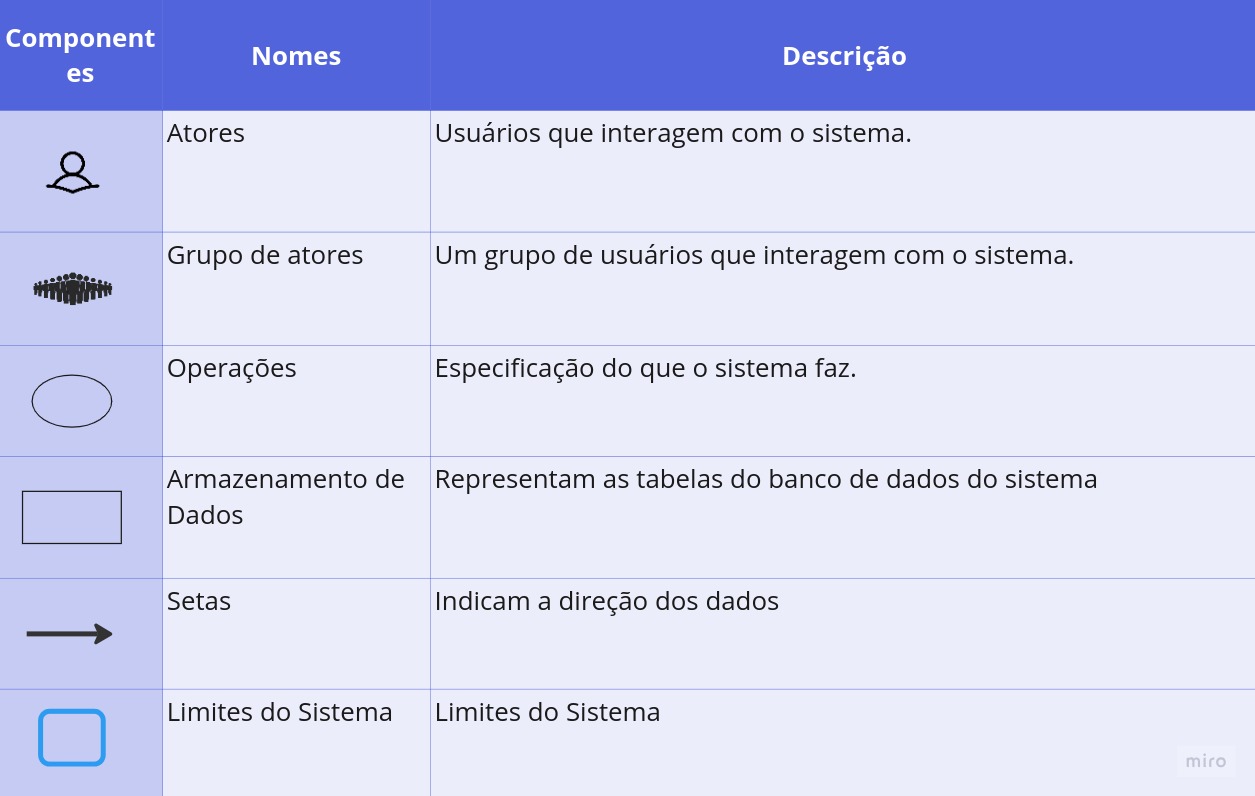 Component
es
Nomes
Descrição
Atores
Usuários que interagem com o sistema.
Grupo de atores
Um grupo de usuários que interagem com o sistema.
Operações
Especificação do que o sistema faz.
Armazenamento de
Dados
Representam as tabelas do banco de dados do sistema
Setas
Indicam a direção dos dados
Limites do Sistema
Limites do Sistema
miro